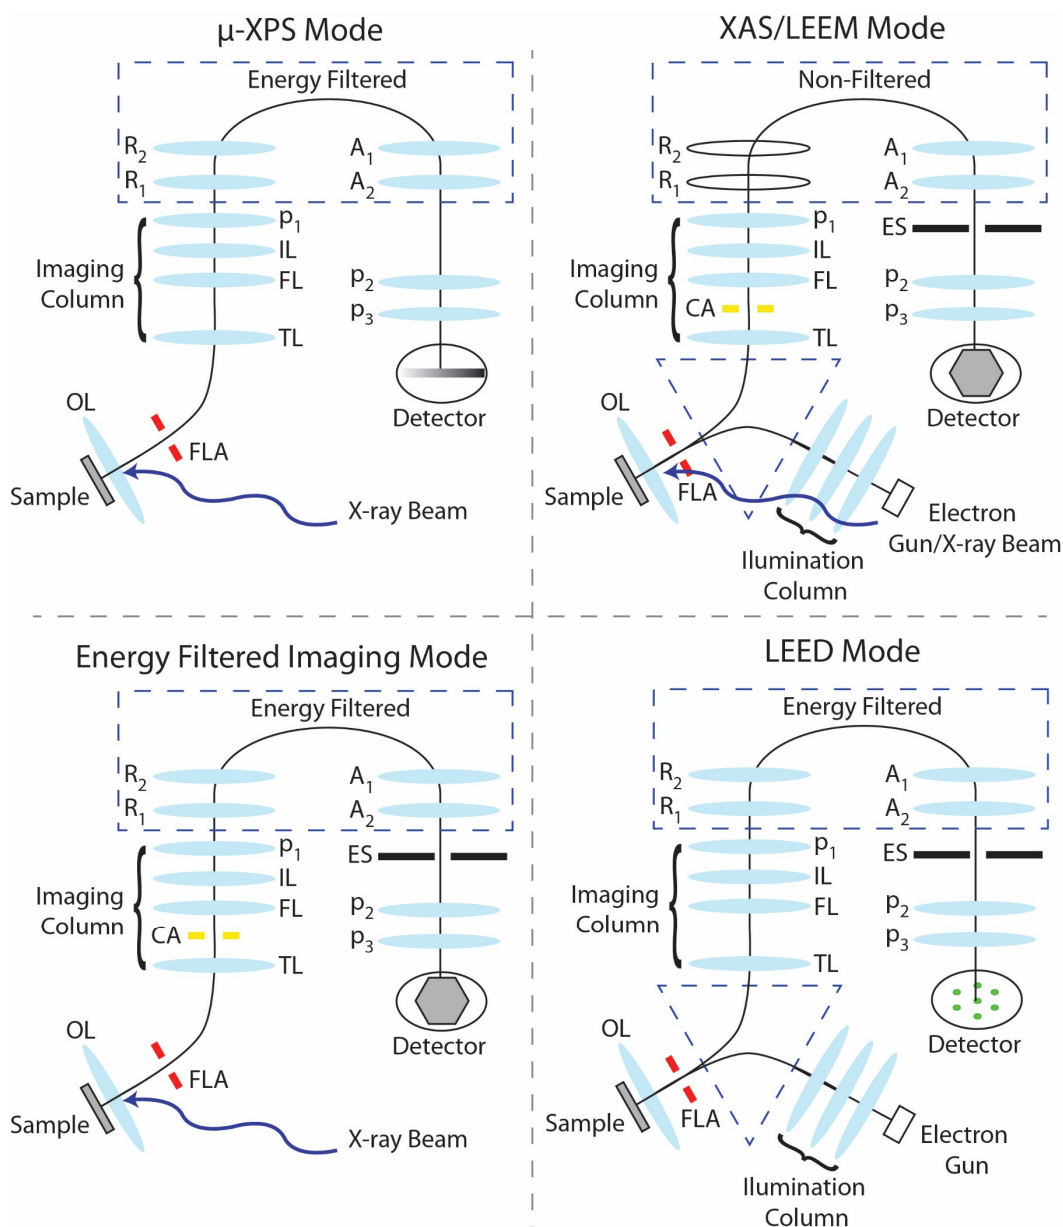 μ-XPS Mode
Energy Filtered
R2
R1
A1
A2
p1
IL
FL
TL
Imaging
Column
p2
p3
Detector
OL
FLA
Sample
X-ray Beam
XAS/LEEM Mode
Non-Filtered
R2
R1
A1
A2
p1
IL
FL
CA
TL
Imaging
Column
ES
p2
p3
Detector
OL
FLA
Sample
Electron
Gun/X-ray Beam
Illumination
Column
Energy Filtered Imaging Mode
Energy Filtered
R2
R1
A1
A2
p1
IL
FL
CA
TL
Imaging
Column
ES
p2
p3
Detector
OL
FLA
Sample
X-ray Beam
LEED Mode
Energy Filtered
R2
R1
A1
A2
p1
IL
FL
TL
Imaging
Column
ES
p2
p3
Detector
OL
FLA
Sample
Electron
Gun
Illumination
Column